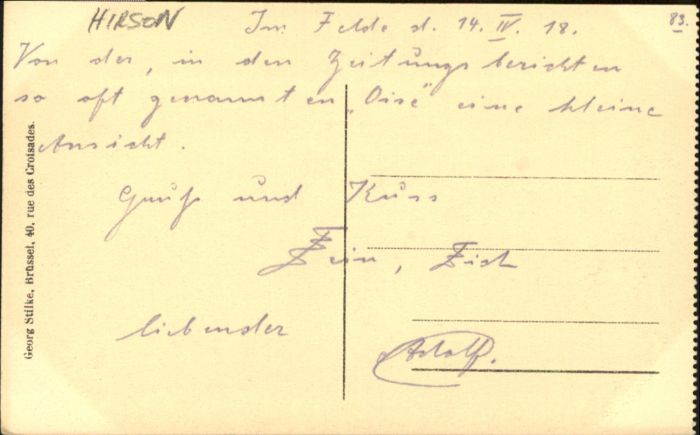 HIRSON
Im Felde d. 14. IV. 18.
83.
Von der, in den Zeitungsberichten
so oft genannten „Oise" eine kleine
Ansicht.
Gruß und Kuss
Dein, Dich
liebender
Adolf.
Georg Stilke, Brüssel, 40, rue des Croisades.